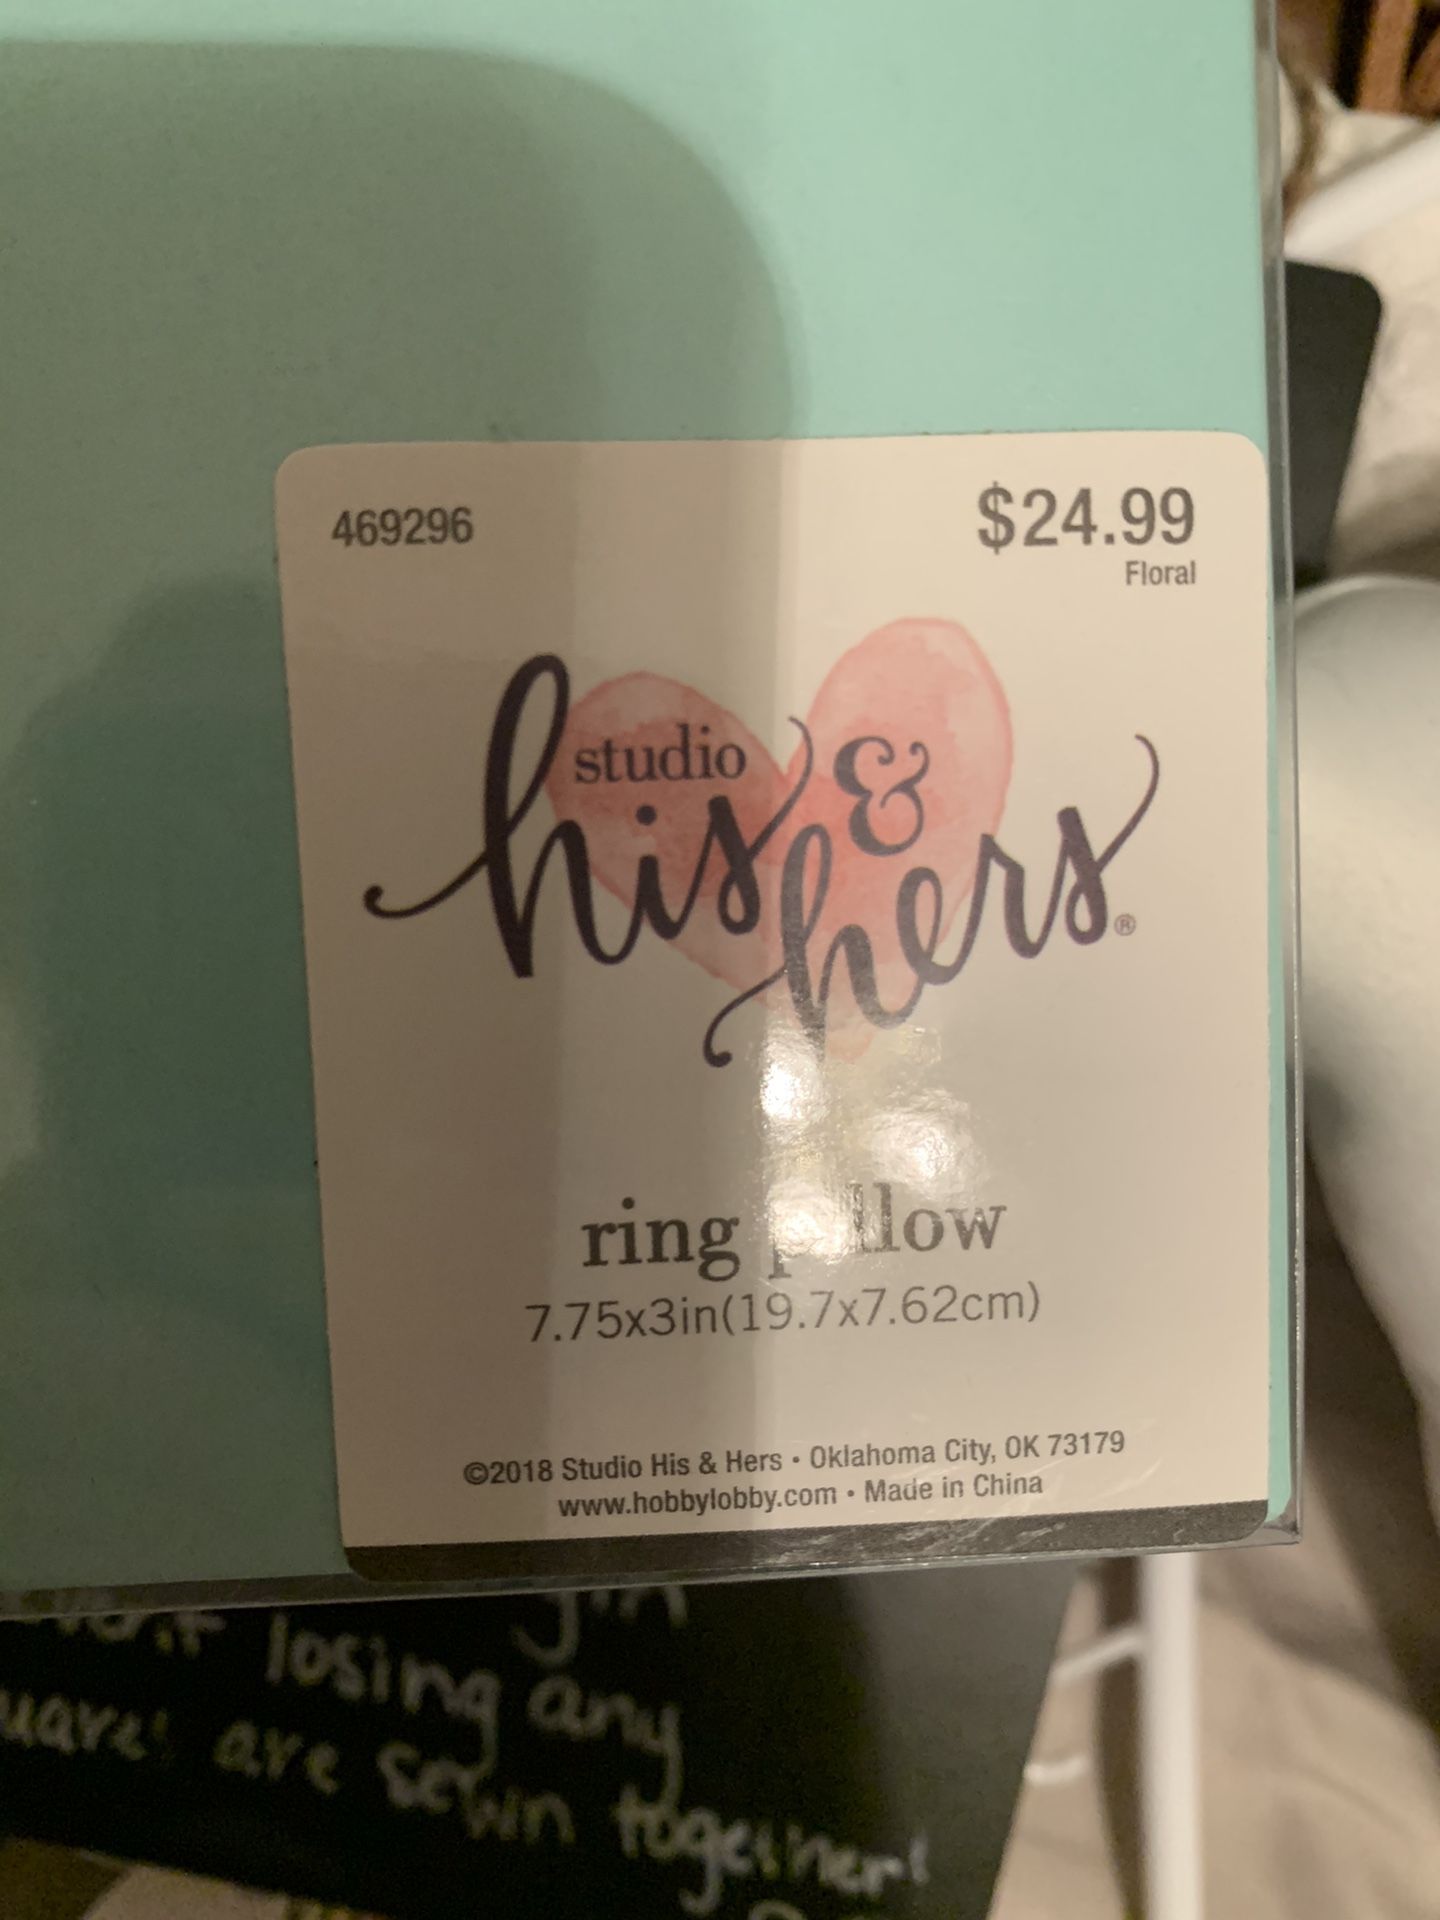 469296
$24.99
Floral
studio
his &
hers®
ring pillow
7.75x3in(19.7x7.62cm)
©2018 Studio His & Hers • Oklahoma City, OK 73179
www.hobbylobby.com • Made in China
losing any
are sewn together!